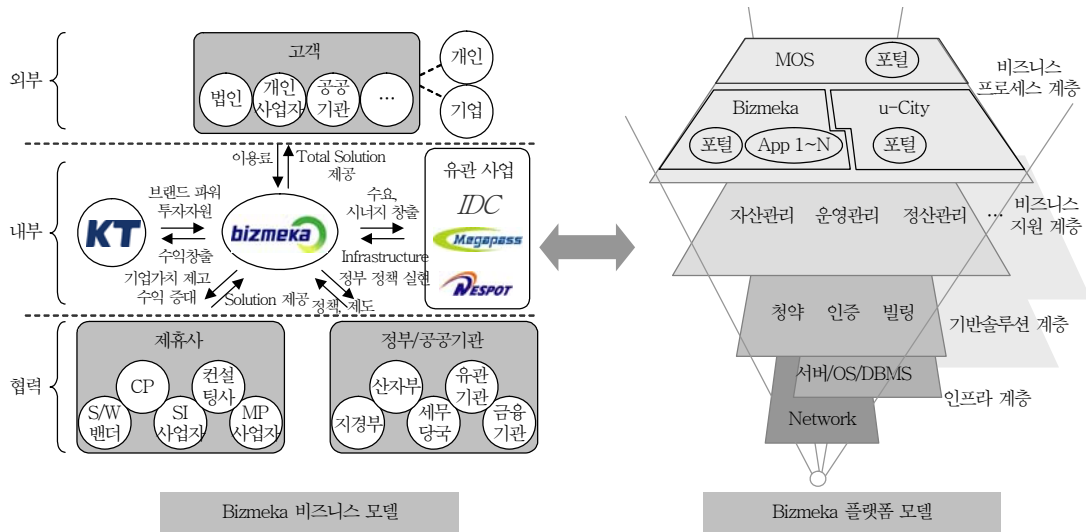 외부
고객
법인
개인
사업자
공공
기관
…
개인
기업
이용료
Total Solution
제공
내부
KT
브랜드 파워
투자자원
수익창출
bizmeka
수요,
시너지 창출
Infrastructure
유관 사업
IDC
Megapass
NESPOT
기업가치 제고
수익 증대
Solution 제공
정부 정책 실현
정책, 제도
협력
제휴사
CP
컨설
팅사
S/W
밴더
SI
사업자
MP
사업자
정부/공공기관
산자부
유관
기관
지경부
세무
당국
금융
기관
Bizmeka 비즈니스 모델
MOS
포털
비즈니스
프로세스 계층
Bizmeka
포털
App 1~N
u-City
포털
자산관리
운영관리
정산관리
…
비즈니스
지원 계층
청약
인증
빌링
기반솔루션 계층
서버/OS/DBMS
인프라 계층
Network
Bizmeka 플랫폼 모델